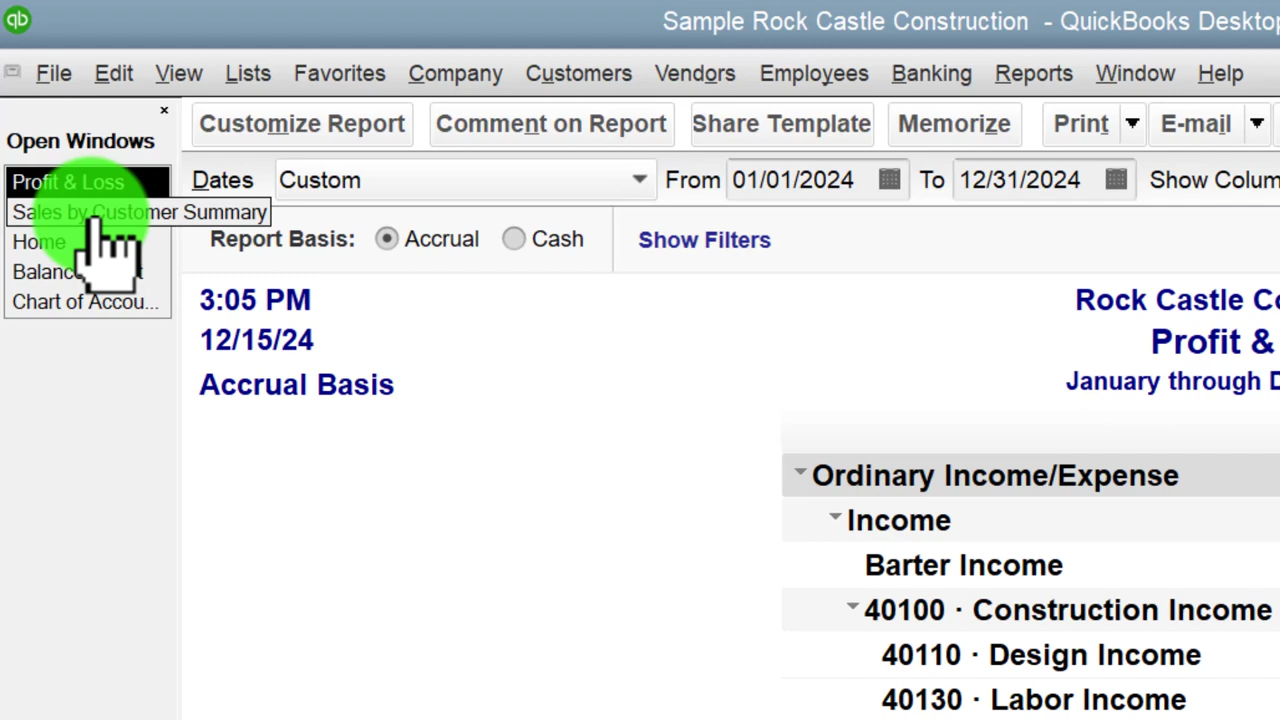 qb
Sample Rock Castle Construction - QuickBooks Desktop
File Edit View Lists Favorites Company Customers Vendors Employees Banking Reports Window Help
Open Windows
Profit & Loss
Sales by Customer Summary
Home
Chart of Accou...
Customize Report Comment on Report Share Template Memorize Print E-mail
Dates Custom From 01/01/2024 To 12/31/2024 Show
Report Basis: Accrual Cash Show Filters
3:05 PM
12/15/24
Accrual Basis
Rock Castle
Profit &
January through
Ordinary Income/Expense
Income
Barter Income
40100 · Construction Income
40110 · Design Income
40130 · Labor Income